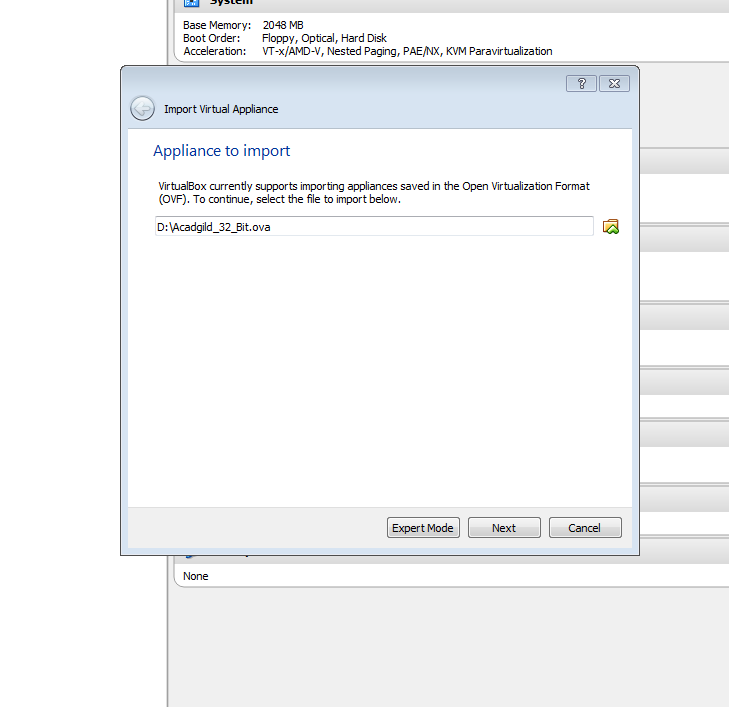 System
Base Memory: 2048 MB
Boot Order: Floppy, Optical, Hard Disk
Acceleration: VT-x/AMD-V, Nested Paging, PAE/NX, KVM Paravirtualization
?
Import Virtual Appliance
Appliance to import
VirtualBox currently supports importing appliances saved in the Open Virtualization Format
(OVF). To continue, select the file to import below.
D:\Acadgild_32_Bit.ova
Expert Mode Next Cancel
None